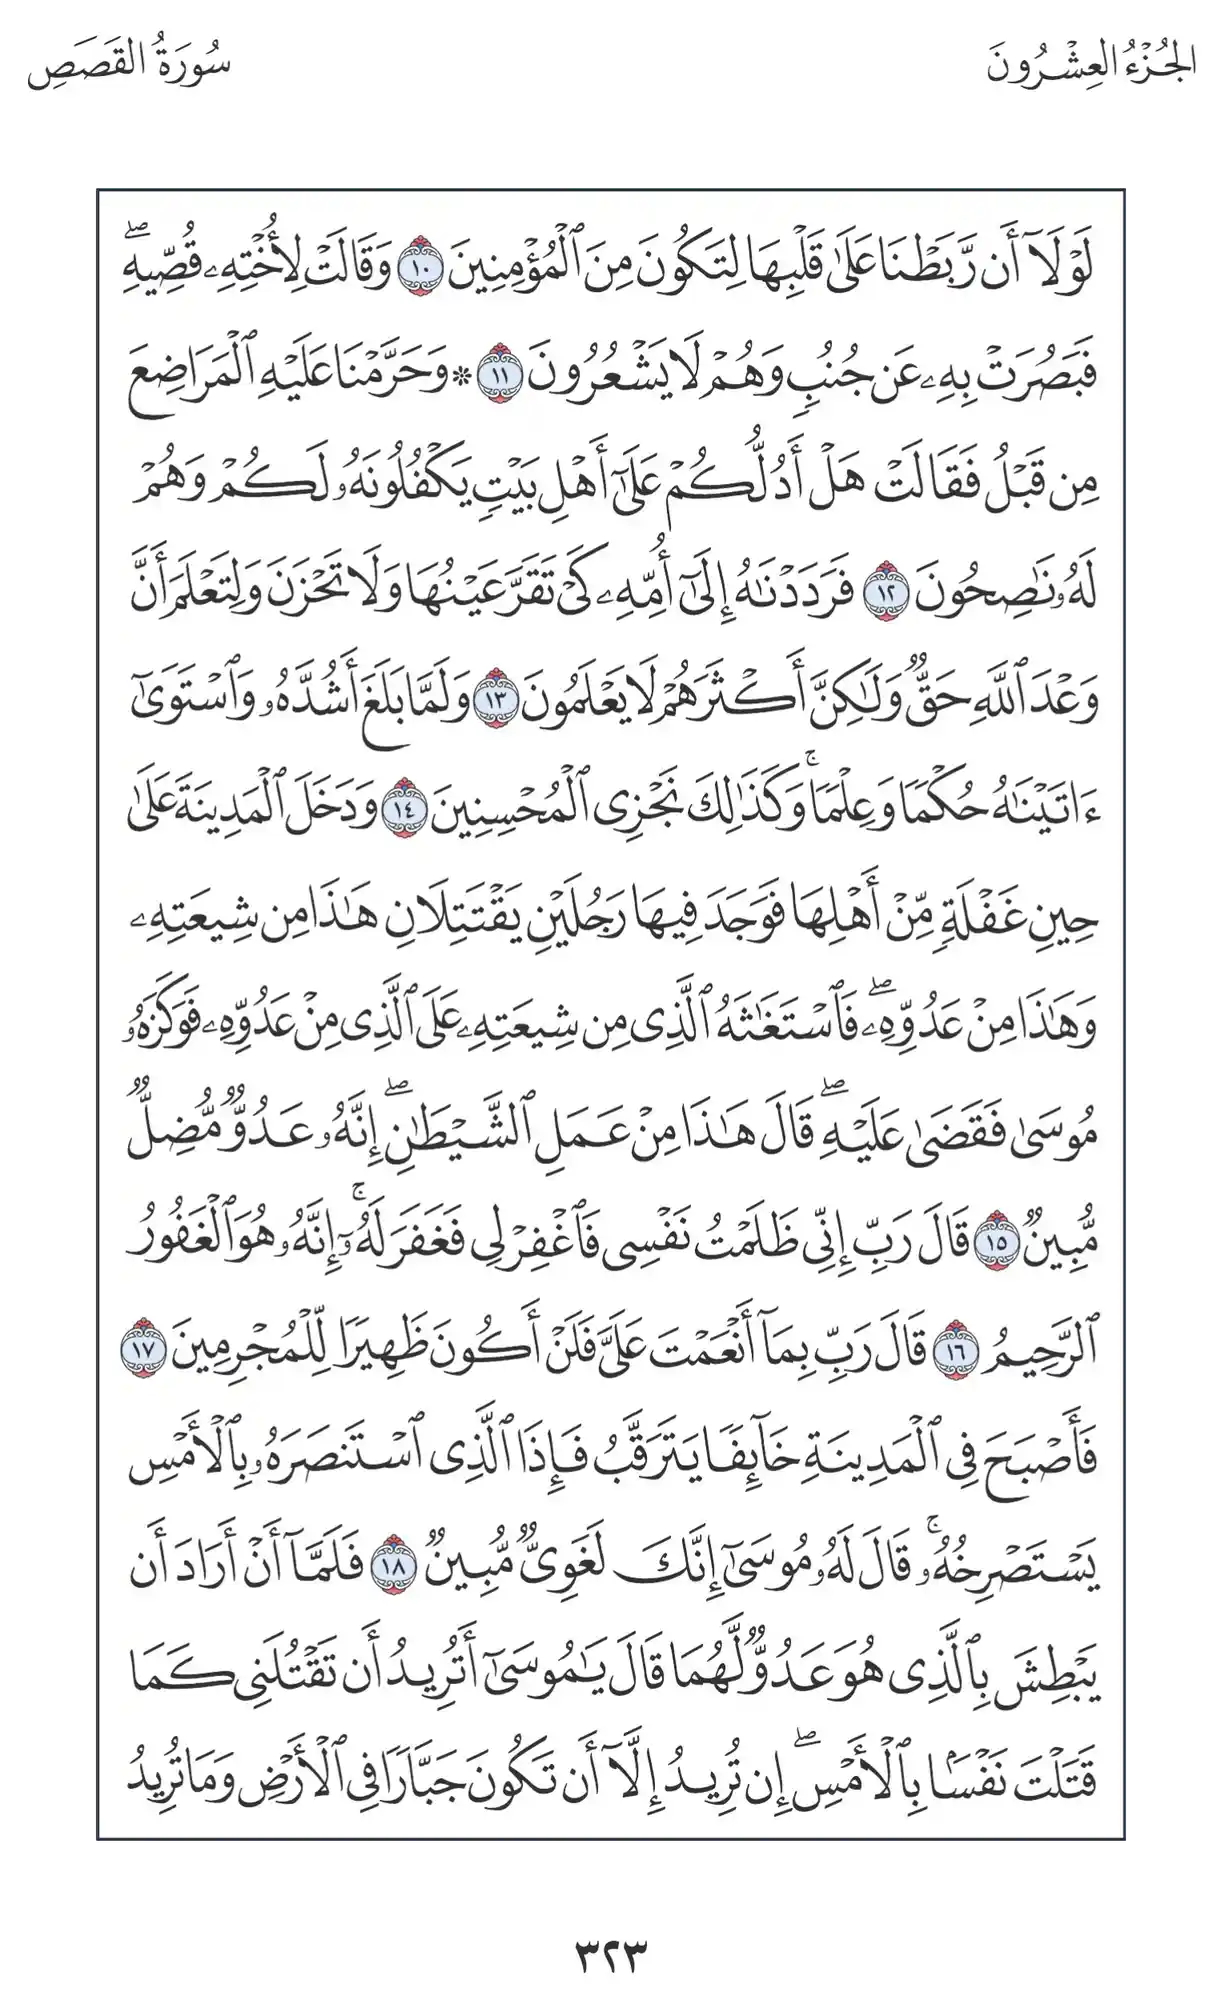 الجُزْءُ العِشْرُونَ
سُورَةُ القَصَصِ
لَوْلَآ أَن رَّبَطْنَا عَلَىٰ قَلْبِهَا لِتَكُونَ مِنَ ٱلْمُؤْمِنِينَ ١٠ وَقَالَتْ لِأُخْتِهِۦ قُصِّيهِۖ
فَبَصُرَتْ بِهِۦ عَن جُنُبٖ وَهُمْ لَا يَشْعُرُونَ ١١ * وَحَرَّمْنَا عَلَيْهِ ٱلْمَرَاضِعَ
مِن قَبْلُ فَقَالَتْ هَلْ أَدُلُّكُمْ عَلَىٰٓ أَهْلِ بَيْتٖ يَكْفُلُونَهُۥ لَكُمْ وَهُمْ
لَهُۥ نَٰصِحُونَ ١٢ فَرَدَدْنَٰهُ إِلَىٰٓ أُمِّهِۦ كَىْ تَقَرَّ عَيْنُهَا وَلَا تَحْزَنَ وَلِتَعْلَمَ أَنَّ
وَعْدَ ٱللَّهِ حَقّٞ وَلَٰكِنَّ أَكْثَرَهُمْ لَا يَعْلَمُونَ ١٣ وَلَمَّا بَلَغَ أَشُدَّهُۥ وَٱسْتَوَىٰٓ
ءَاتَيْنَٰهُ حُكْمٗا وَعِلْمٗاۚ وَكَذَٰلِكَ نَجْزِى ٱلْمُحْسِنِينَ ١٤ وَدَخَلَ ٱلْمَدِينَةَ عَلَىٰ
حِينِ غَفْلَةٖ مِّنْ أَهْلِهَا فَوَجَدَ فِيهَا رَجُلَيْنِ يَقْتَتِلَانِ هَٰذَا مِن شِيعَتِهِۦ
وَهَٰذَا مِنْ عَدُوِّهِۦۖ فَٱسْتَغَٰثَهُ ٱلَّذِى مِن شِيعَتِهِۦ عَلَى ٱلَّذِى مِنْ عَدُوِّهِۦ فَوَكَزَهُۥ
مُوسَىٰ فَقَضَىٰ عَلَيْهِۖ قَالَ هَٰذَا مِنْ عَمَلِ ٱلشَّيْطَٰنِۖ إِنَّهُۥ عَدُوّٞ مُّضِلّٞ
مُّبِينٞ ١٥ قَالَ رَبِّ إِنِّى ظَلَمْتُ نَفْسِى فَٱغْفِرْ لِى فَغَفَرَ لَهُۥٓۚ إِنَّهُۥ هُوَ ٱلْغَفُورُ
ٱلرَّحِيمُ ١٦ قَالَ رَبِّ بِمَآ أَنْعَمْتَ عَلَىَّ فَلَنْ أَكُونَ ظَهِيرٗا لِّلْمُجْرِمِينَ ١٧
فَأَصْبَحَ فِى ٱلْمَدِينَةِ خَآئِفٗا يَتَرَقَّبُ فَإِذَا ٱلَّذِى ٱسْتَنصَرَهُۥ بِٱلْأَمْسِ
يَسْتَصْرِخُهُۥۚ قَالَ لَهُۥ مُوسَىٰٓ إِنَّكَ لَغَوِىّٞ مُّبِينٞ ١٨ فَلَمَّآ أَنْ أَرَادَ أَن
يَبْطِشَ بِٱلَّذِى هُوَ عَدُوّٞ لَّهُمَا قَالَ يَٰمُوسَىٰٓ أَتُرِيدُ أَن تَقْتُلَنِى كَمَا
قَتَلْتَ نَفْسَۢا بِٱلْأَمْسِۖ إِن تُرِيدُ إِلَّآ أَن تَكُونَ جَبَّارٗا فِى ٱلْأَرْضِ وَمَا تُرِيدُ
٣٢٣